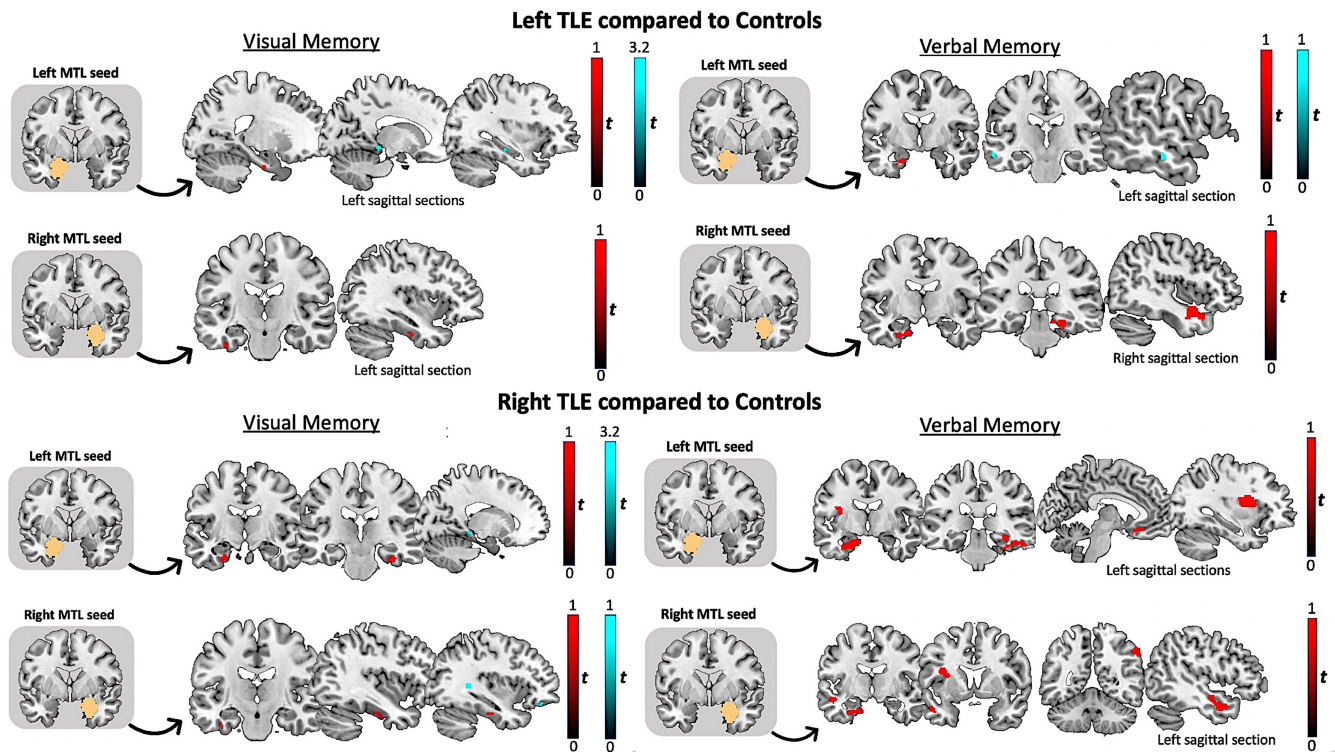 Left TLE compared to Controls
Visual Memory
Left MTL seed
1
3.2
t
0
0
Left sagittal sections
Right MTL seed
1
t
0
Left sagittal section
Verbal Memory
Left MTL seed
1
1
t
t
0
0
Left sagittal section
Right MTL seed
1
t
0
Right sagittal section
Right TLE compared to Controls
Visual Memory
Left MTL seed
1
3.2
t
t
0
0
Right MTL seed
1
1
t
t
0
0
Verbal Memory
Left MTL seed
1
t
0
Left sagittal sections
Right MTL seed
1
t
0
Left sagittal section